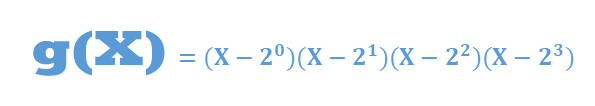 g(X) = (X − 2⁰)(X − 2¹)(X − 2²)(X − 2³)